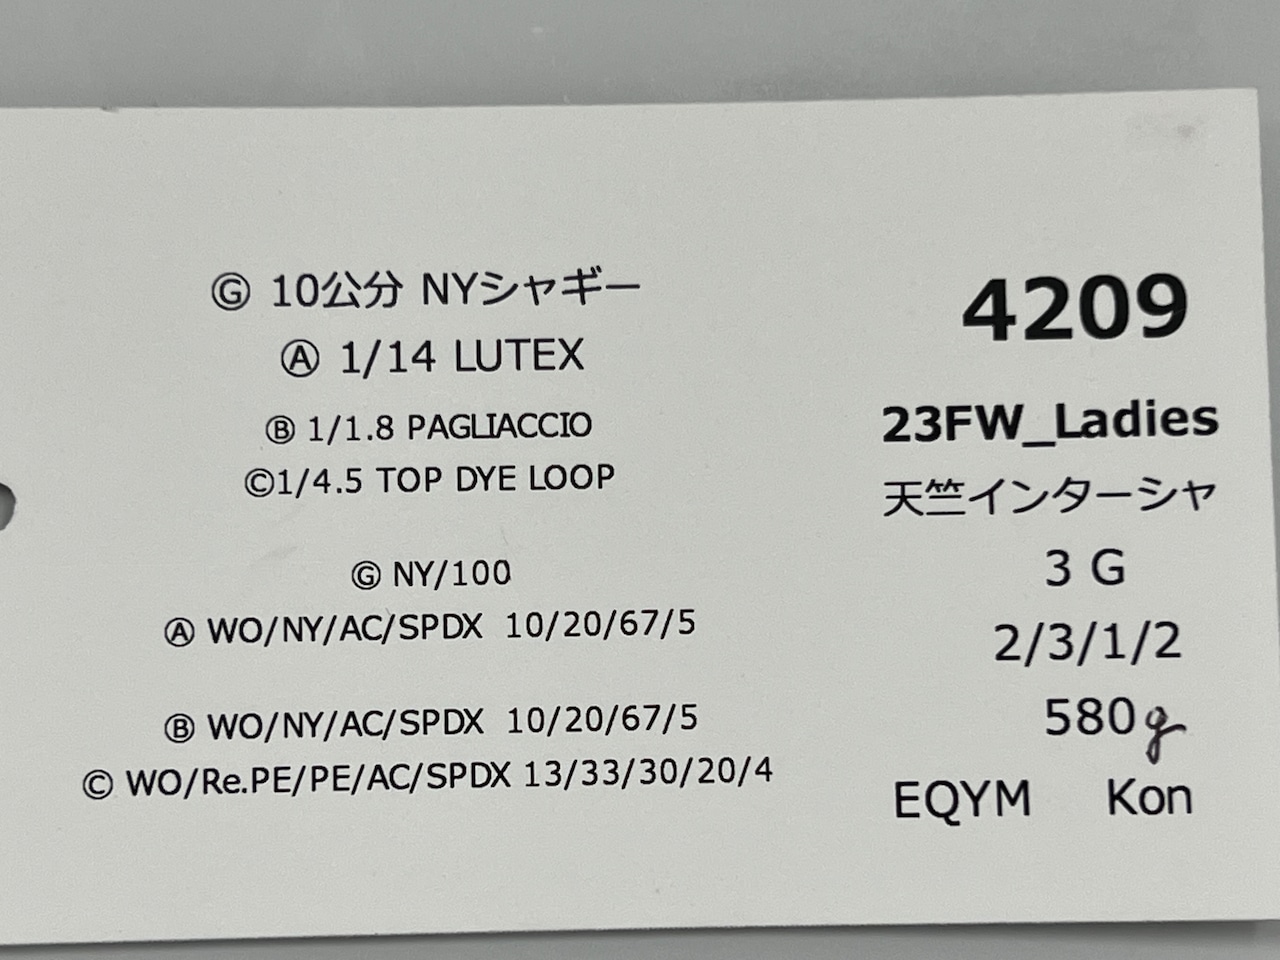 Ⓖ 10公分 NYシャギー
Ⓐ 1/14 LUTEX
Ⓑ 1/1.8 PAGLIACCIO
©1/4.5 TOP DYE LOOP
Ⓖ NY/100
Ⓐ WO/NY/AC/SPDX 10/20/67/5
Ⓑ WO/NY/AC/SPDX 10/20/67/5
© WO/Re.PE/PE/AC/SPDX 13/33/30/20/4
4209
23FW_Ladies
天竺インターシャ
3 G
2/3/1/2
580g
EQYM Kon